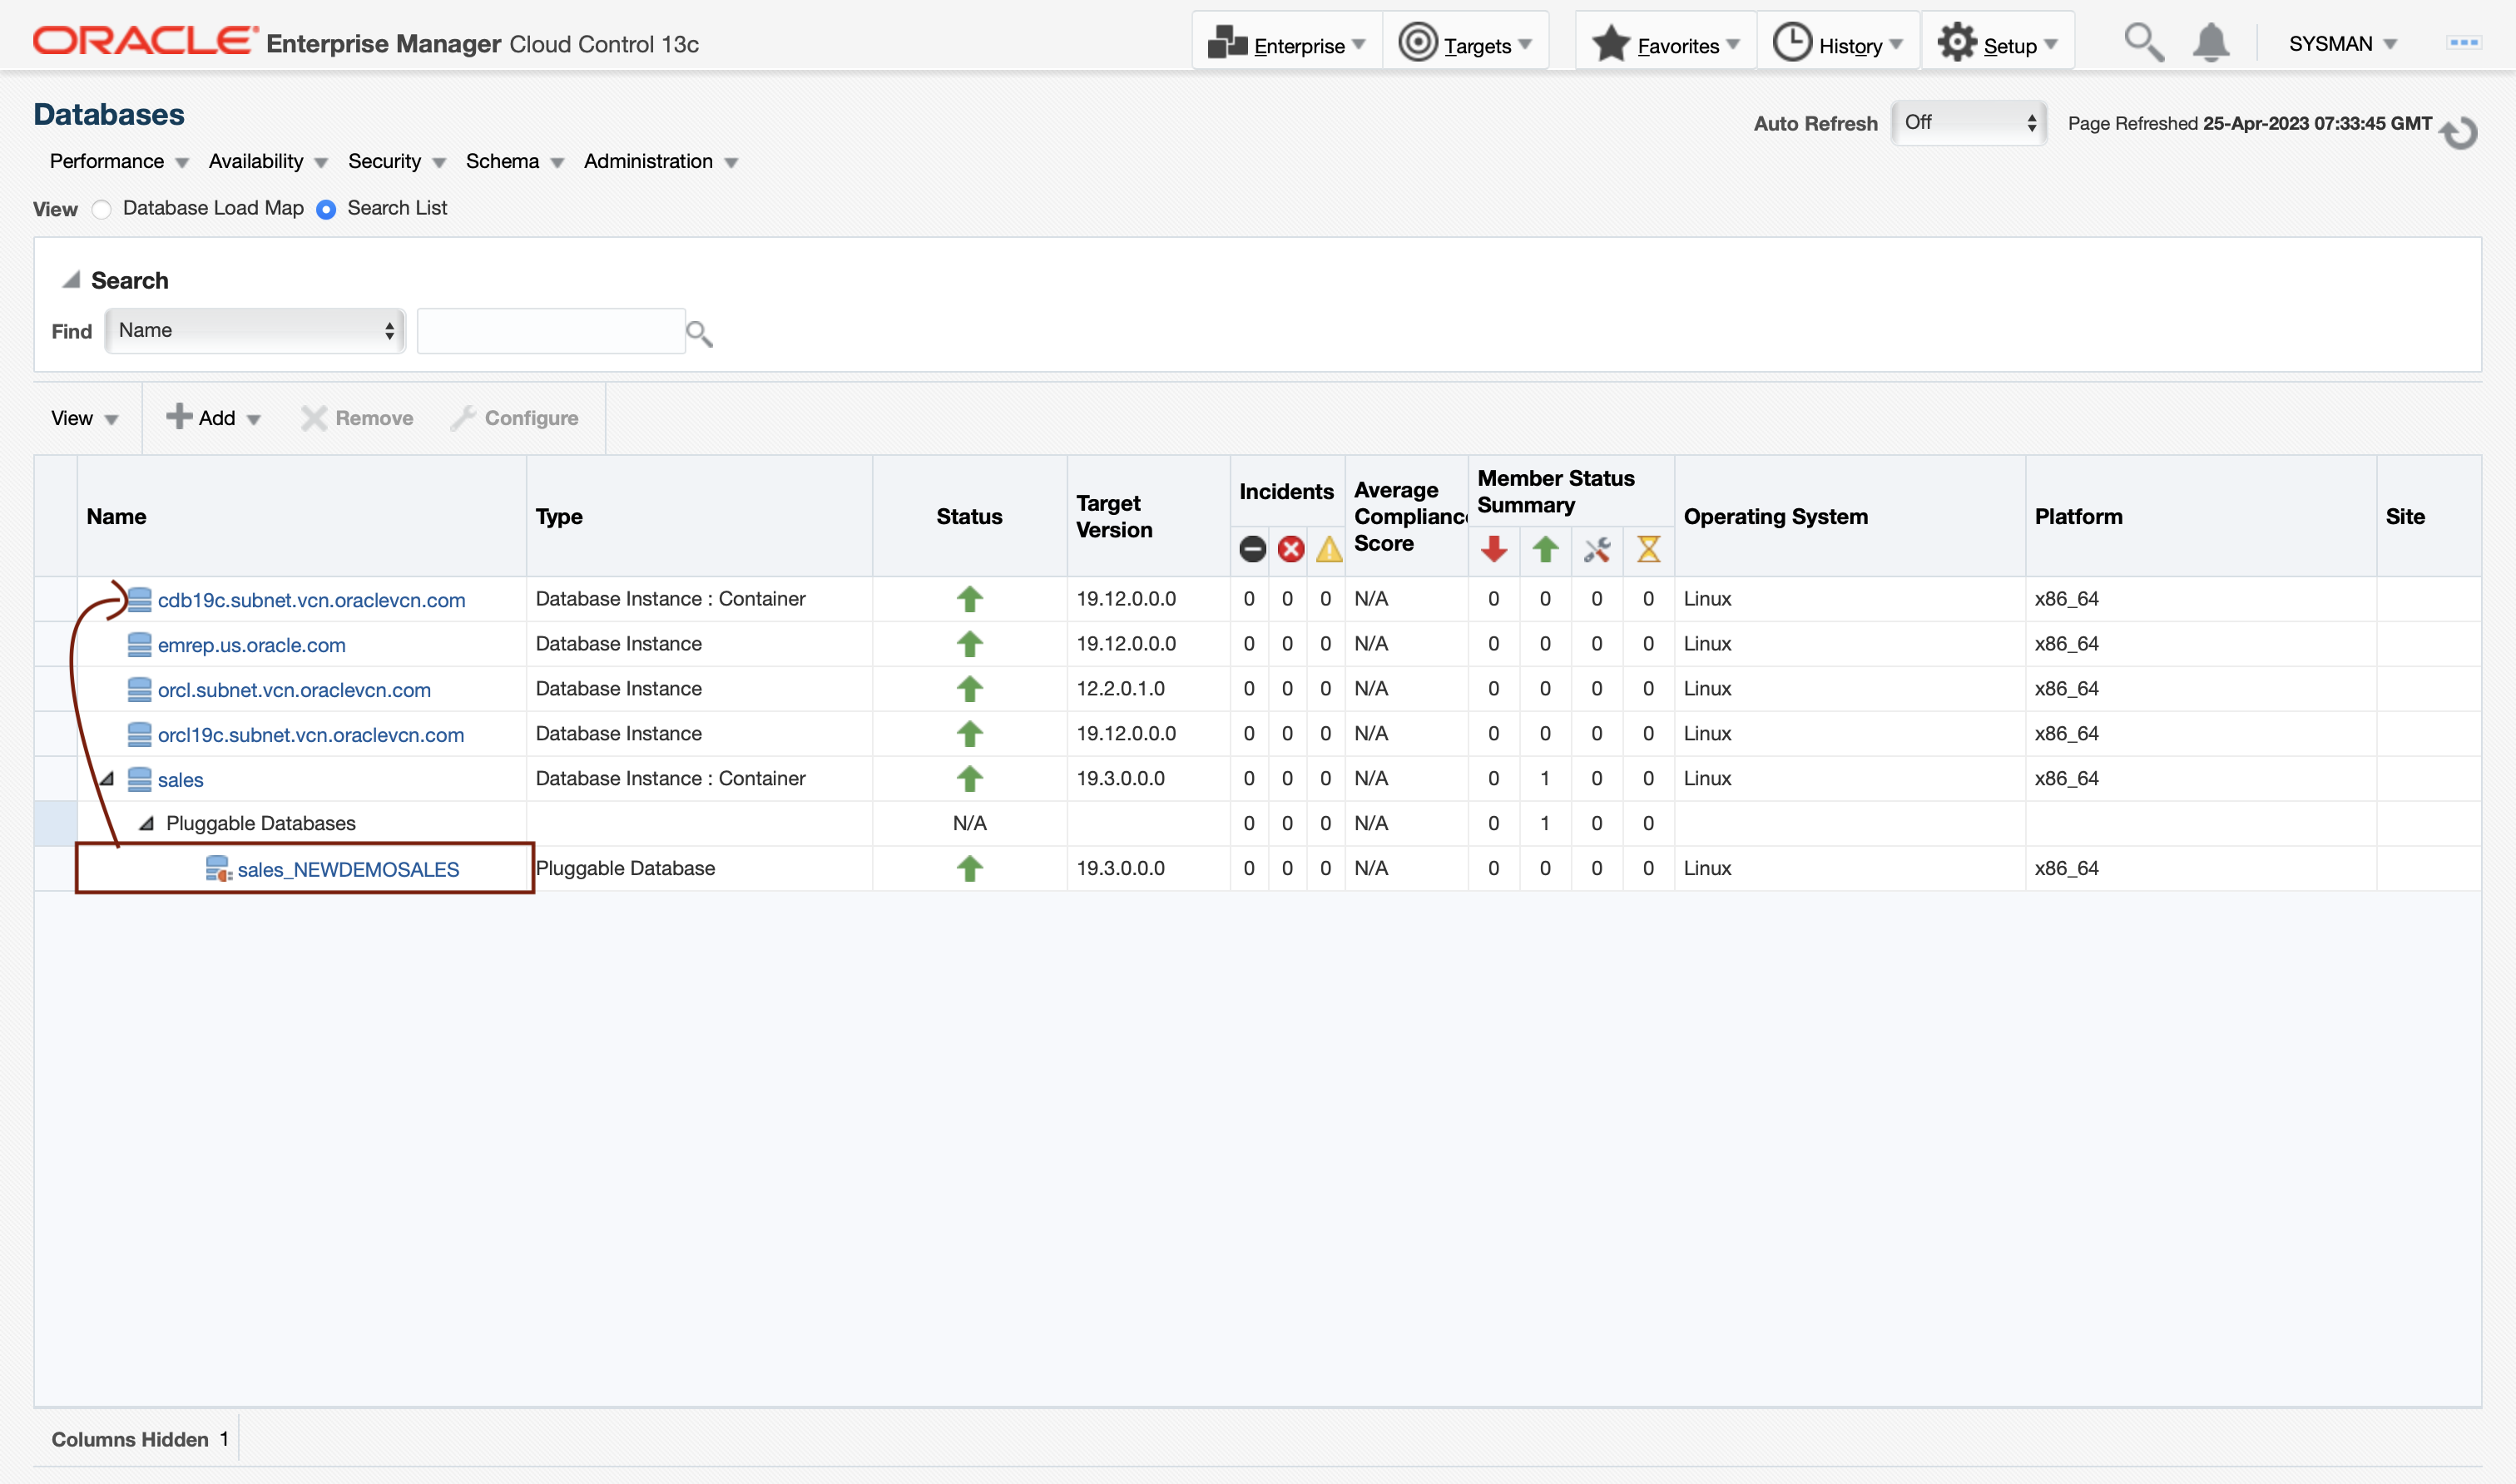 ORACLE Enterprise Manager Cloud Control 13c
Enterprise Targets Favorites History Setup SYSMAN
Databases
Auto Refresh Off Page Refreshed 25-Apr-2023 07:33:45 GMT
Performance Availability Security Schema Administration
View Database Load Map Search List
Search
Find Name
View Add Remove Configure
Name Type Status Target Version Incidents Average Compliance Score Member Status Summary Operating System Platform Site
cdb19c.subnet.vcn.oraclevcn.com Database Instance : Container 19.12.0.0.0 0 0 0 N/A 0 0 0 0 Linux x86_64
emrep.us.oracle.com Database Instance 19.12.0.0.0 0 0 0 N/A 0 0 0 0 Linux x86_64
orcl.subnet.vcn.oraclevcn.com Database Instance 12.2.0.1.0 0 0 0 N/A 0 0 0 0 Linux x86_64
orcl19c.subnet.vcn.oraclevcn.com Database Instance 19.12.0.0.0 0 0 0 N/A 0 0 0 0 Linux x86_64
sales Database Instance : Container 19.3.0.0.0 0 0 0 N/A 0 1 0 0 Linux x86_64
Pluggable Databases N/A 0 0 0 N/A 0 1 0 0
sales_NEWDEMOSALES Pluggable Database 19.3.0.0.0 0 0 0 N/A 0 0 0 0 Linux x86_64
Columns Hidden 1